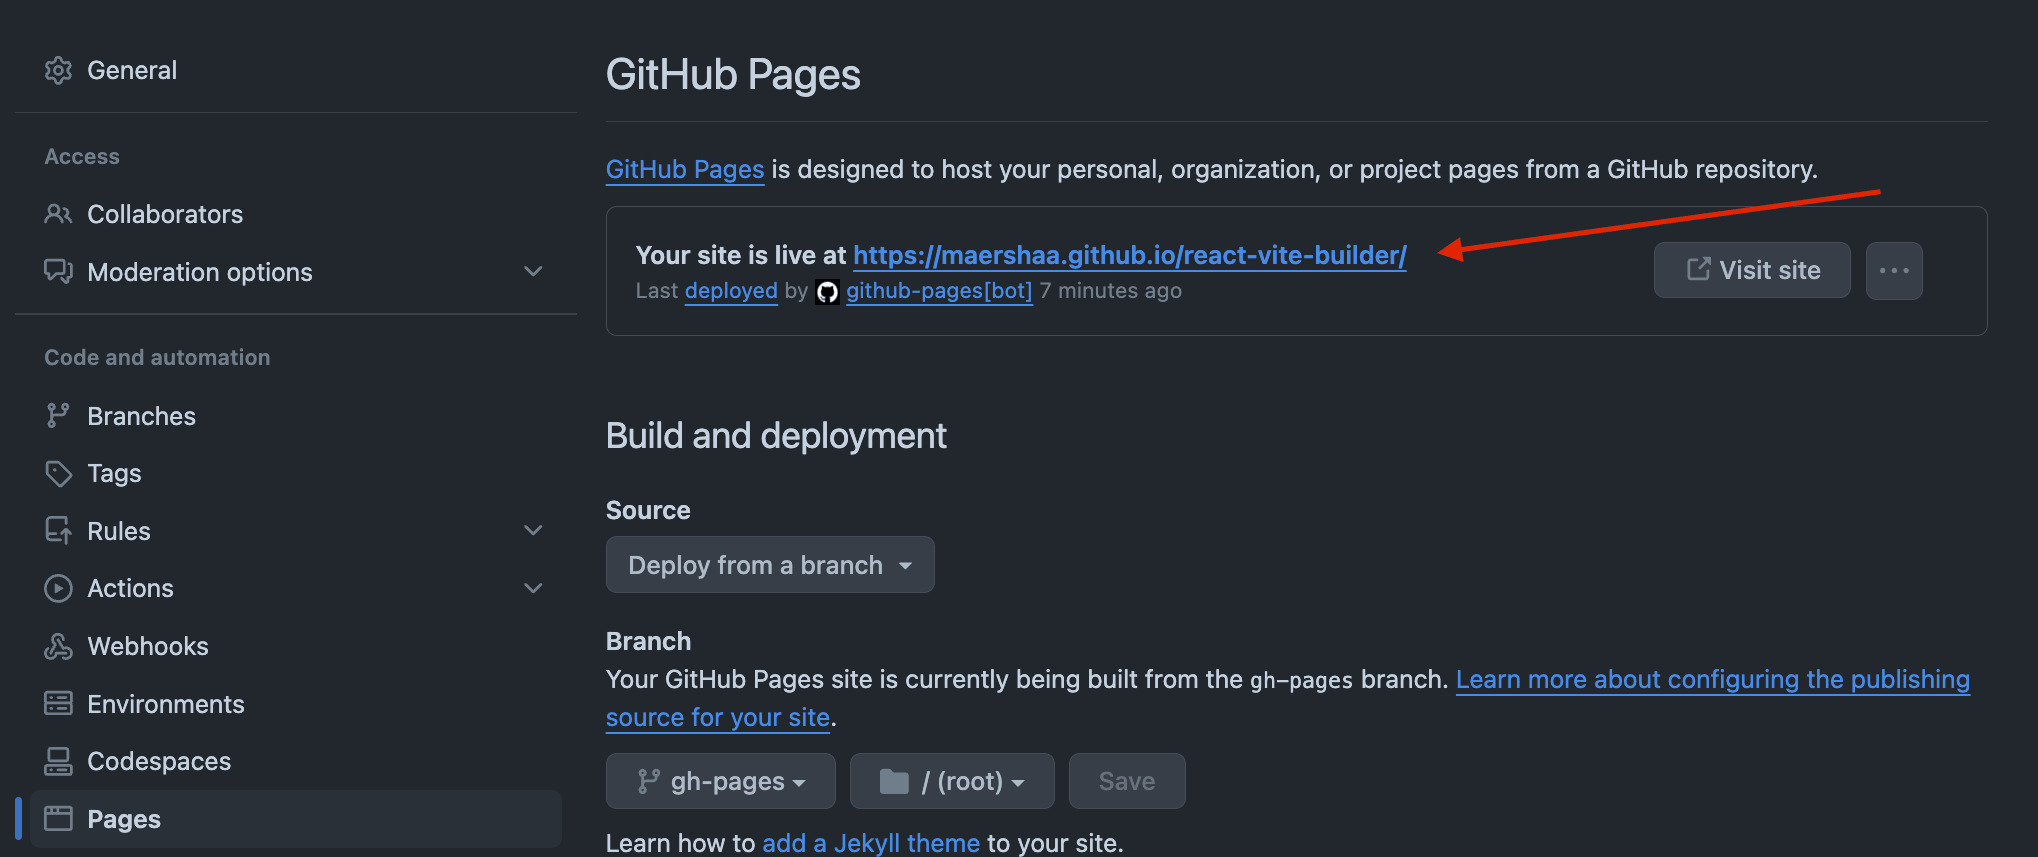 General
Access
Collaborators
Moderation options
Code and automation
Branches
Tags
Rules
Actions
Webhooks
Environments
Codespaces
Pages
GitHub Pages
GitHub Pages is designed to host your personal, organization, or project pages from a GitHub repository.
Your site is live at https://maershaa.github.io/react-vite-builder/
Last deployed by github-pages[bot] 7 minutes ago
Visit site
Build and deployment
Source
Deploy from a branch
Branch
Your GitHub Pages site is currently being built from the gh-pages branch. Learn more about configuring the publishing
source for your site.
gh-pages
/ (root)
Save
Learn how to add a Jekyll theme to your site.